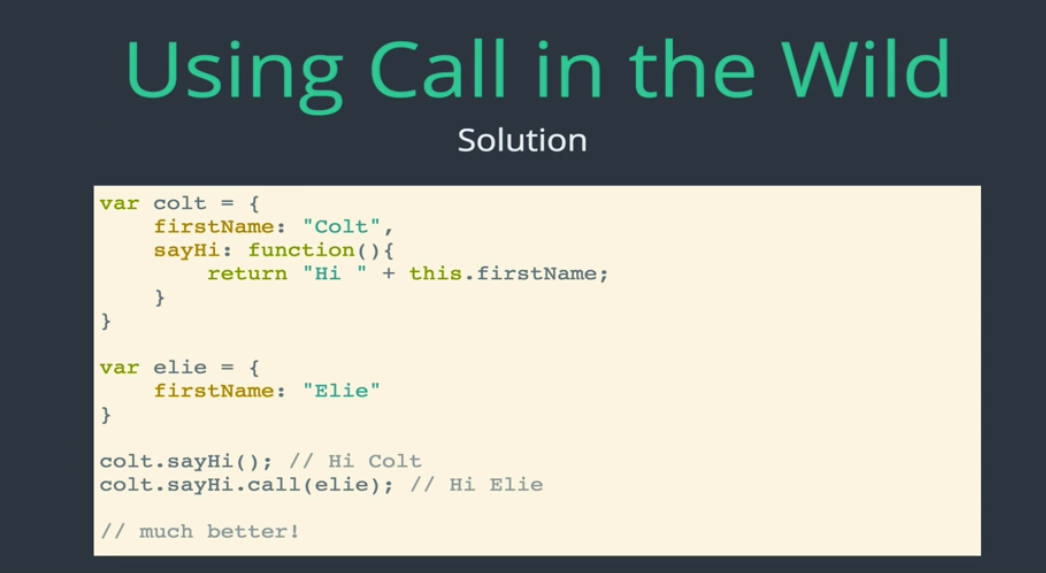 Using Call in the Wild
Solution
var colt = {
    firstName: "Colt",
    sayHi: function(){
        return "Hi " + this.firstName;
    }
}
var elie = {
    firstName: "Elie"
}
colt.sayHi(); // Hi Colt
colt.sayHi.call(elie); // Hi Elie
// much better!